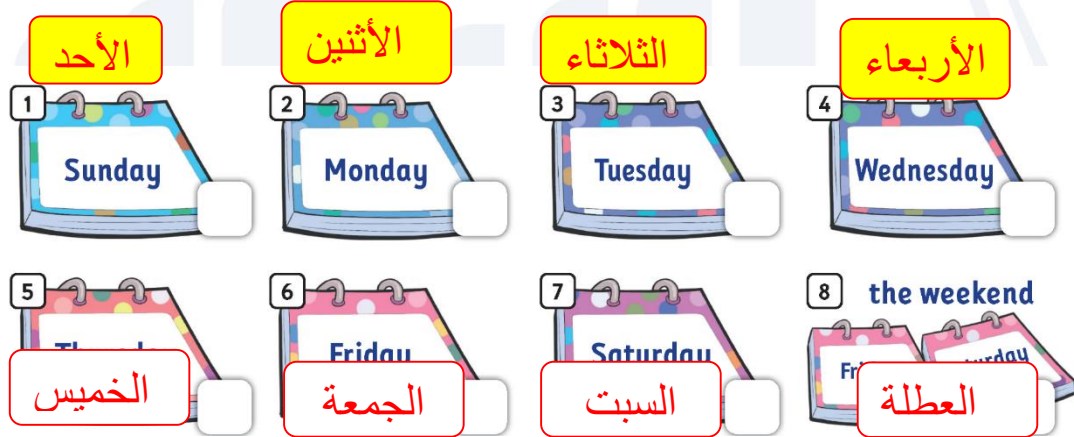 الأحد
1
Sunday
الأثنين
2
Monday
الثلاثاء
3
Tuesday
الأربعاء
4
Wednesday
5
الخميس
6
Friday
الجمعة
7
Saturday
السبت
8 the weekend
العطلة